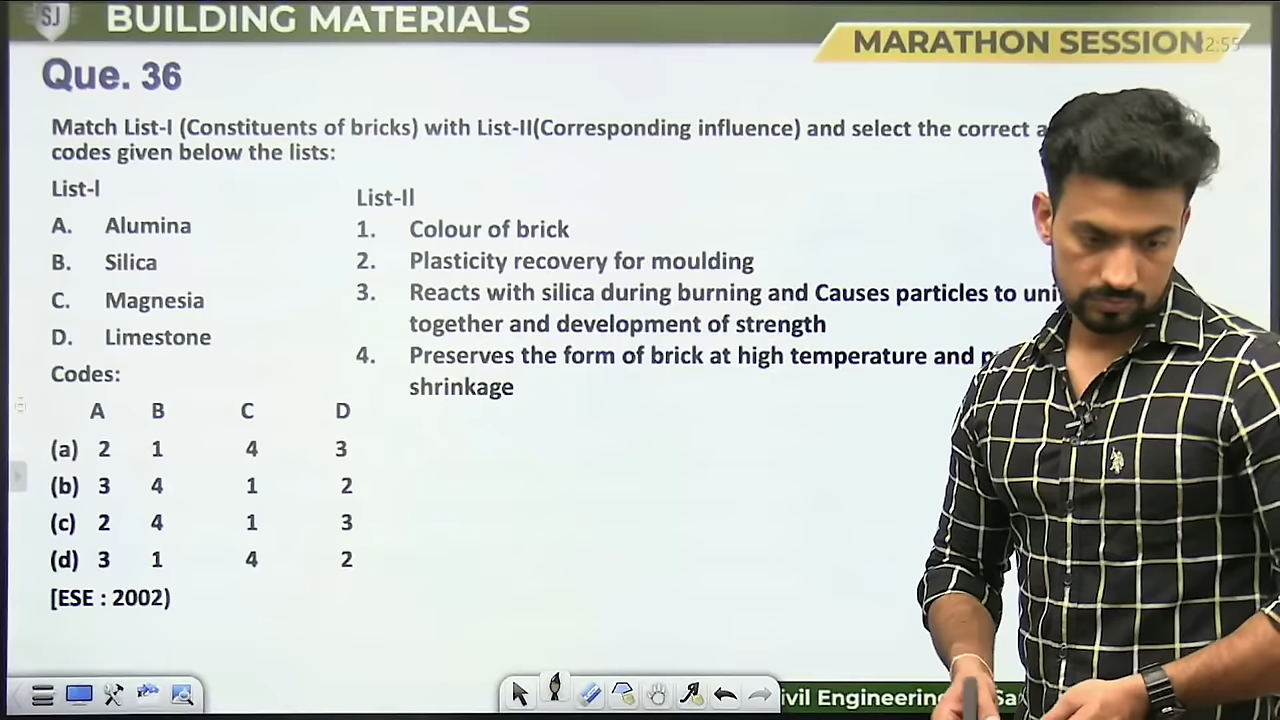 SJ
BUILDING MATERIALS
MARATHON SESSION
2:55
Que. 36
Match List-I (Constituents of bricks) with List-II(Corresponding influence) and select the correct
codes given below the lists:
List-I
List-II
A. Alumina
1. Colour of brick
B. Silica
2. Plasticity recovery for moulding
C. Magnesia
3. Reacts with silica during burning and Causes particles to
together and development of strength
D. Limestone
4. Preserves the form of brick at high temperature and
shrinkage
Codes:
A B C D
(a) 2 1 4 3
(b) 3 4 1 2
(c) 2 4 1 3
(d) 3 1 4 2
[ESE : 2002)
ivil Engineering